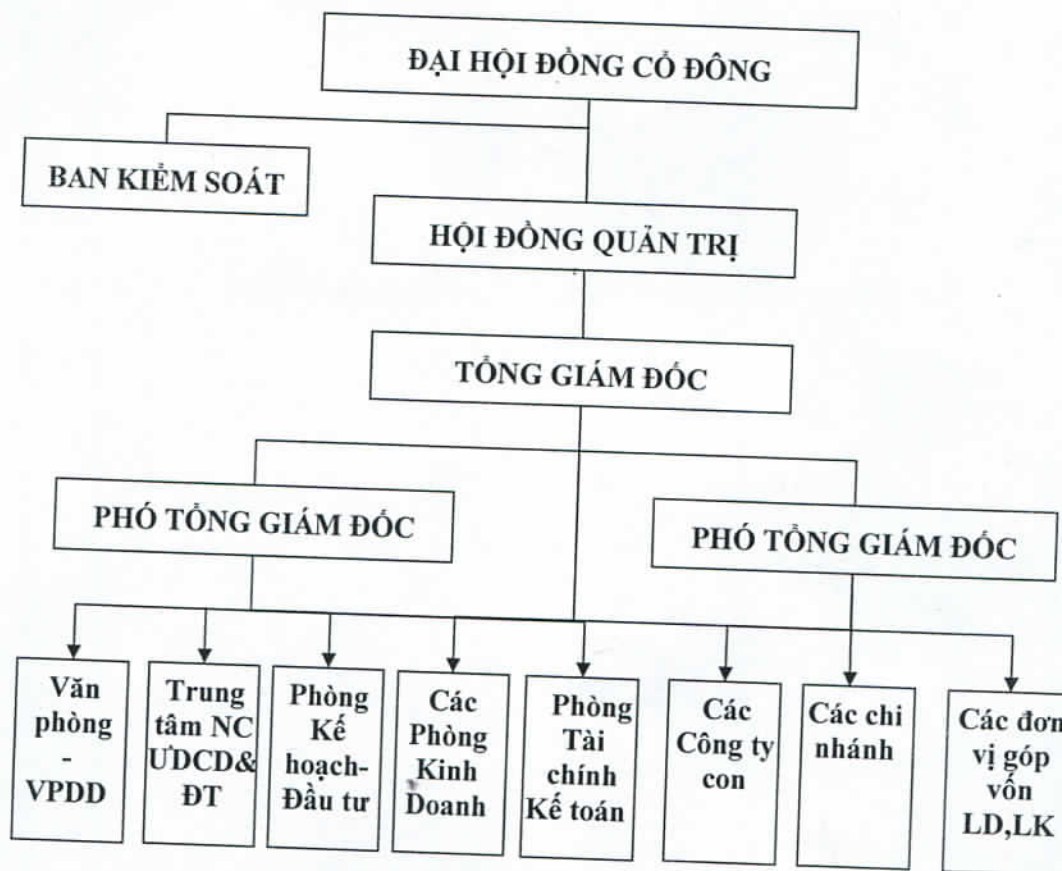 ĐẠI HỘI ĐỒNG CỔ ĐÔNG
BAN KIỂM SOÁT
HỘI ĐỒNG QUẢN TRỊ
TỔNG GIÁM ĐỐC
PHÓ TỔNG GIÁM ĐỐC
PHÓ TỔNG GIÁM ĐỐC
Văn
phòng
-
VPDD
Trung
tâm NC
ƯDCD&
ĐT
Phòng
Kế
hoạch-
Đầu tư
Các
Phòng
Kinh
Doanh
Phòng
Tài
chính
Kế toán
Các
Công ty
con
Các chi
nhánh
Các đơn
vị góp
vốn
LD,LK